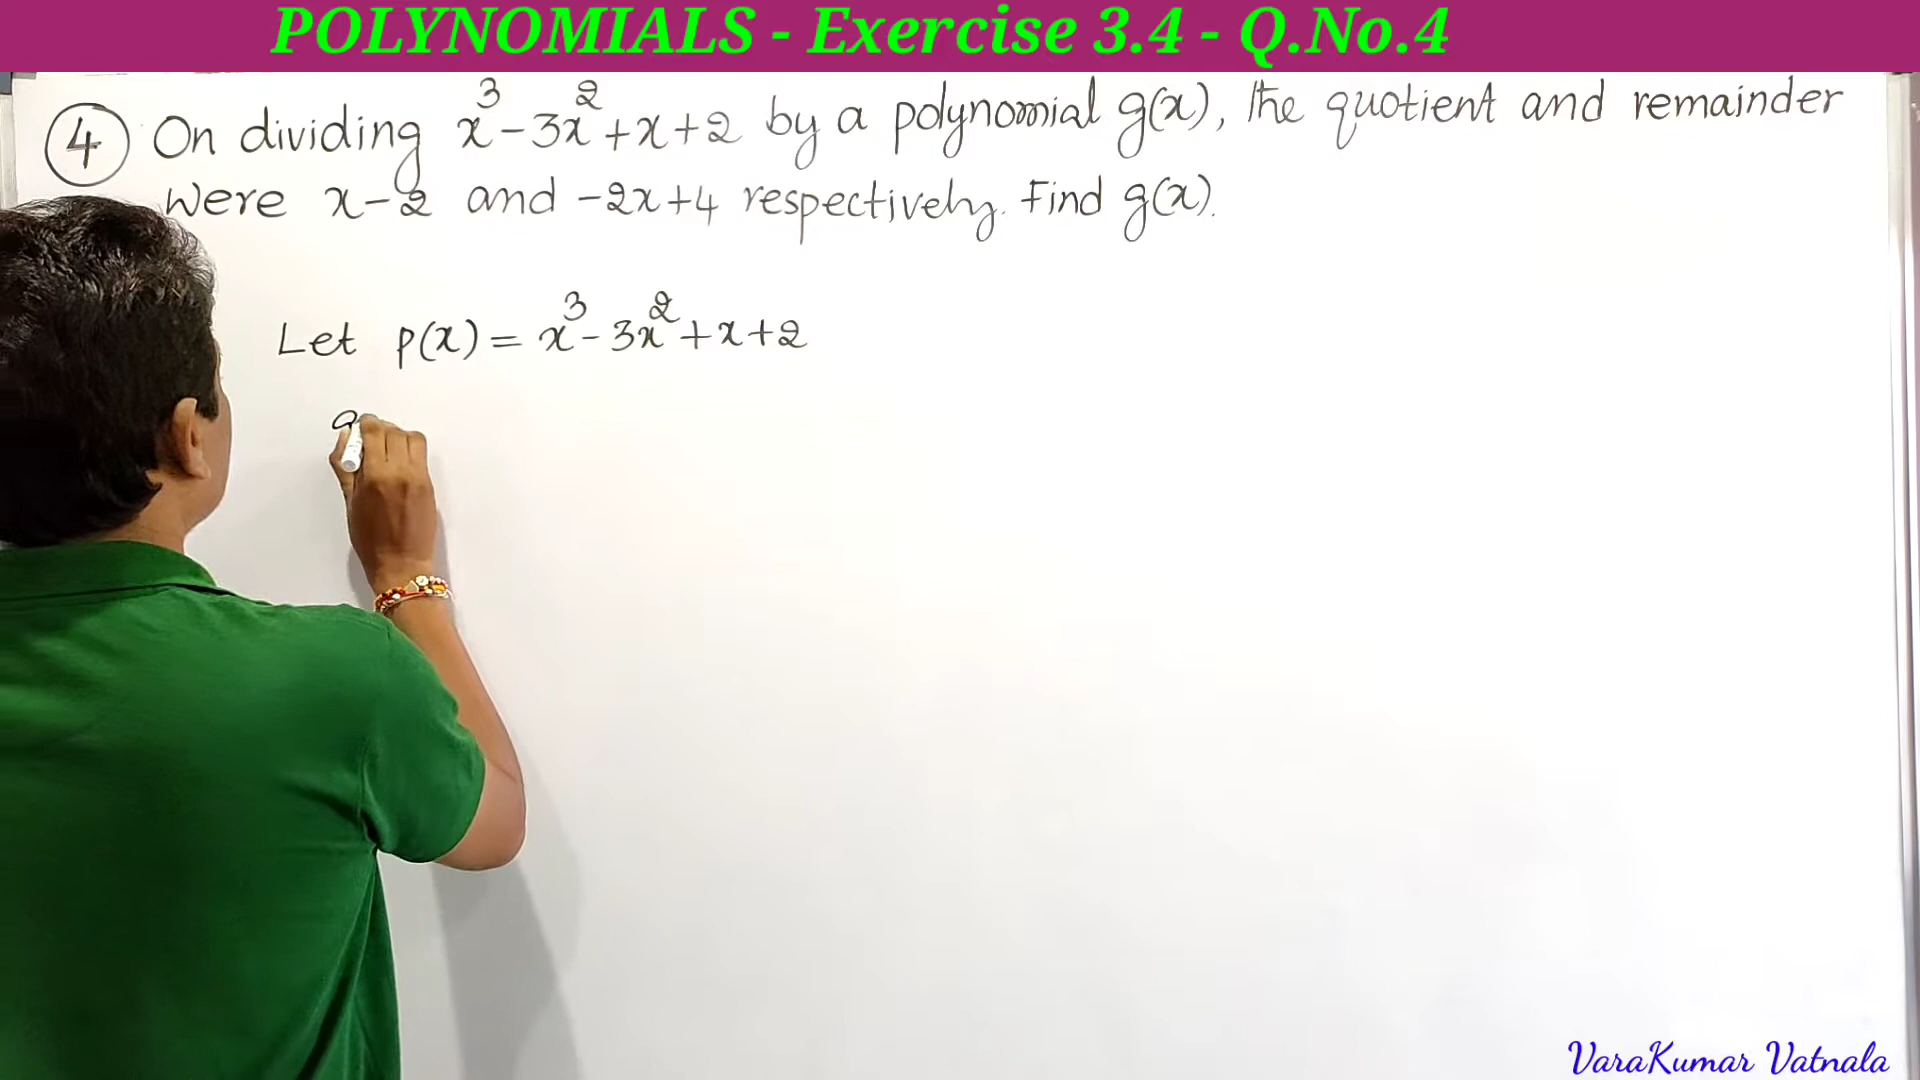 POLYNOMIALS - Exercise 3.4 - Q.No.4
④ On dividing x³-3x²+x+2 by a polynomial g(x), the quotient and remainder
were x-2 and -2x+4 respectively. Find g(x).
Let p(x) = x³-3x²+x+2
VaraKumar Vatnala